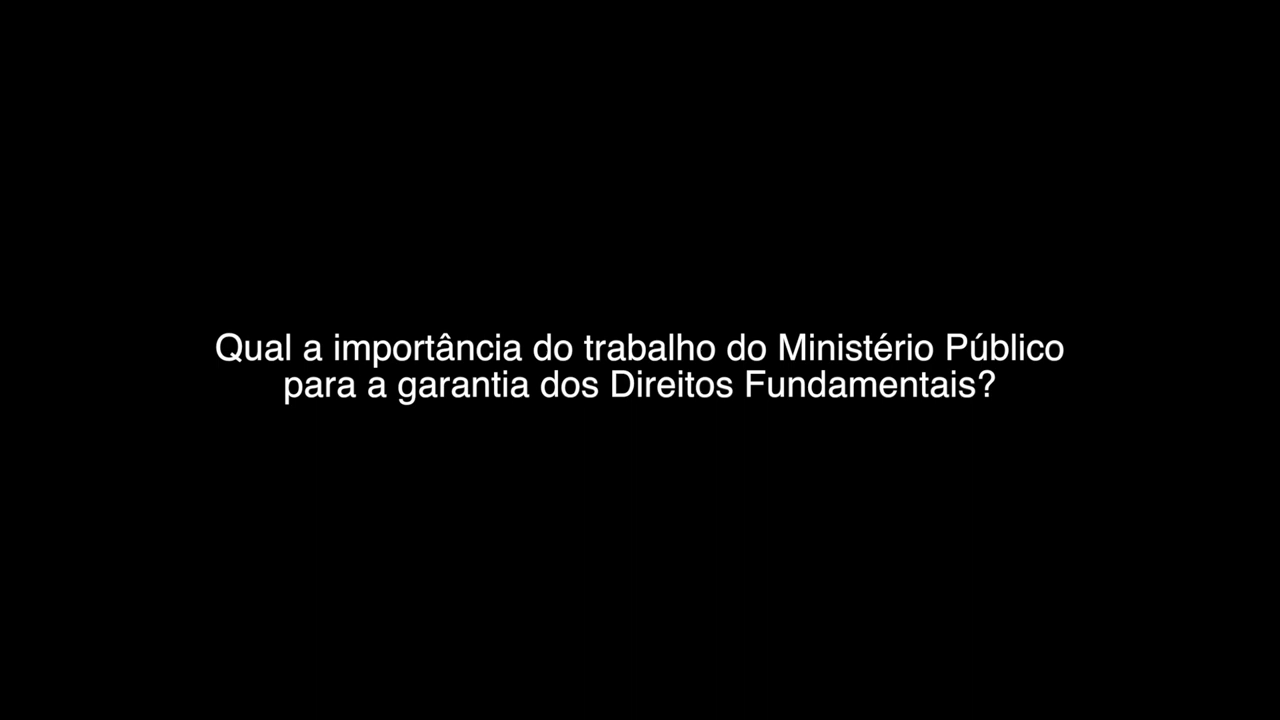 Qual a importância do trabalho do Ministério Público
para a garantia dos Direitos Fundamentais?